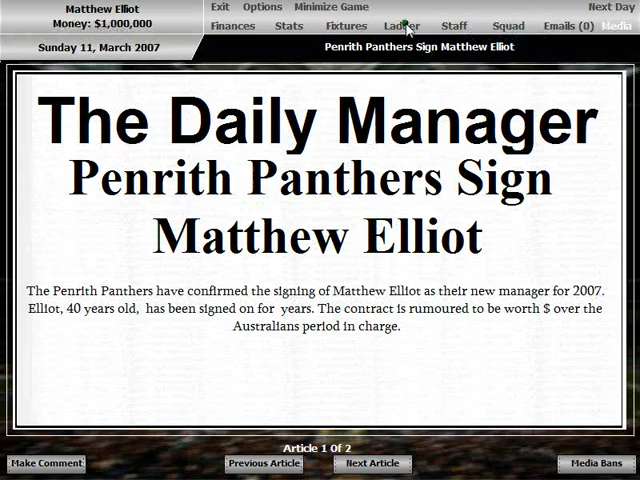 Matthew Elliot
Money: $1,000,000
Exit Options Minimize Game Next Day
Finances Stats Fixtures Ladder Staff Squad Emails (0) Media
Sunday 11, March 2007
Penrith Panthers Sign Matthew Elliot
The Daily Manager
Penrith Panthers Sign
Matthew Elliot
The Penrith Panthers have confirmed the signing of Matthew Elliot as their new manager for 2007.
Elliot, 40 years old, has been signed on for years. The contract is rumoured to be worth $ over the
Australians period in charge.
Article 1 Of 2
Make Comment Previous Article Next Article Media Bans